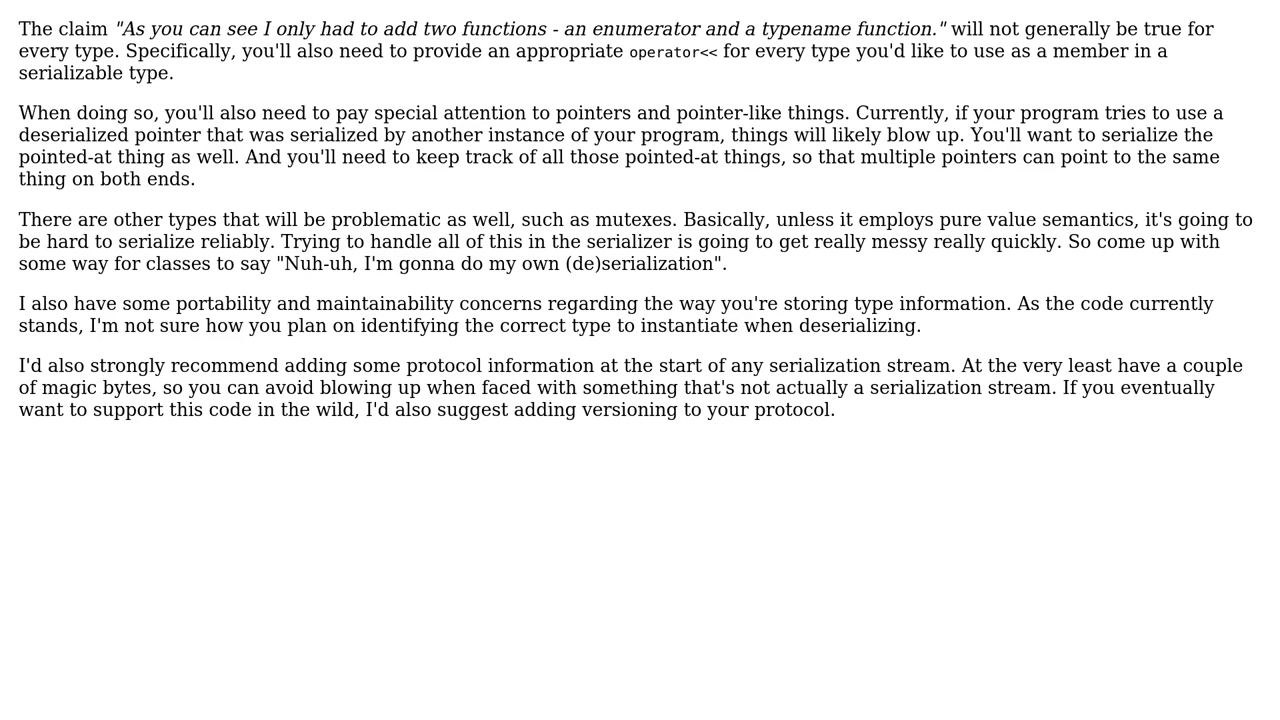 The claim "As you can see I only had to add two functions - an enumerator and a typename function." will not generally be true for
every type. Specifically, you'll also need to provide an appropriate operator<< for every type you'd like to use as a member in a
serializable type.
When doing so, you'll also need to pay special attention to pointers and pointer-like things. Currently, if your program tries to use a
deserialized pointer that was serialized by another instance of your program, things will likely blow up. You'll want to serialize the
pointed-at thing as well. And you'll need to keep track of all those pointed-at things, so that multiple pointers can point to the same
thing on both ends.
There are other types that will be problematic as well, such as mutexes. Basically, unless it employs pure value semantics, it's going to
be hard to serialize reliably. Trying to handle all of this in the serializer is going to get really messy really quickly. So come up with
some way for classes to say "Nuh-uh, I'm gonna do my own (de)serialization".
I also have some portability and maintainability concerns regarding the way you're storing type information. As the code currently
stands, I'm not sure how you plan on identifying the correct type to instantiate when deserializing.
I'd also strongly recommend adding some protocol information at the start of any serialization stream. At the very least have a couple
of magic bytes, so you can avoid blowing up when faced with something that's not actually a serialization stream. If you eventually
want to support this code in the wild, I'd also suggest adding versioning to your protocol.